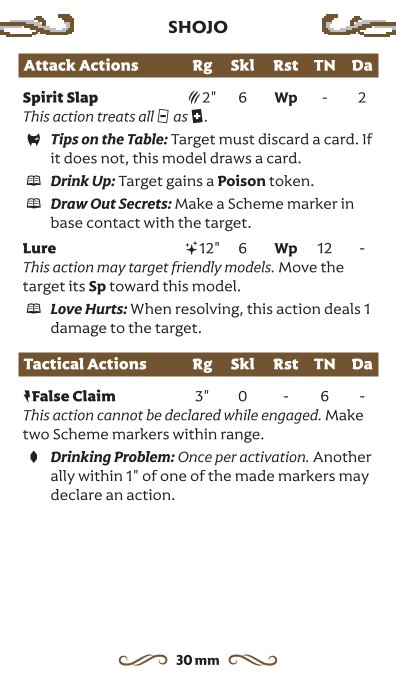 SHOJO
Attack Actions Rg Skl Rst TN Da
Spirit Slap 2" 6 Wp - 2
This action treats all as .
Tips on the Table: Target must discard a card. If
it does not, this model draws a card.
Drink Up: Target gains a Poison token.
Draw Out Secrets: Make a Scheme marker in
base contact with the target.
Lure 12" 6 Wp 12 -
This action may target friendly models. Move the
target its Sp toward this model.
Love Hurts: When resolving, this action deals 1
damage to the target.
Tactical Actions Rg Skl Rst TN Da
False Claim 3" 0 - 6 -
This action cannot be declared while engaged. Make
two Scheme markers within range.
Drinking Problem: Once per activation. Another
ally within 1" of one of the made markers may
declare an action.
30 mm